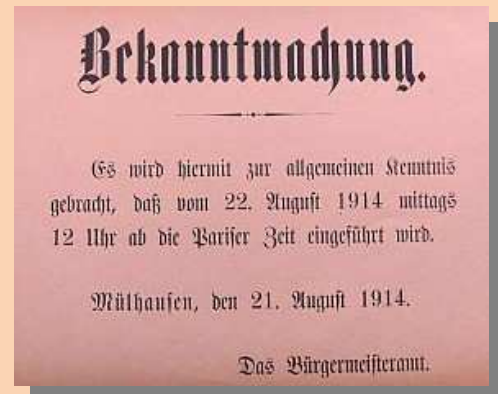 Bekanntmachung.
Es wird hiermit zur allgemeinen Kenntnis
gebracht, daß vom 22. August 1914 mittags
12 Uhr ab die Pariser Zeit eingeführt wird.
Mülhausen, den 21. August 1914.
Das Bürgermeisteramt.